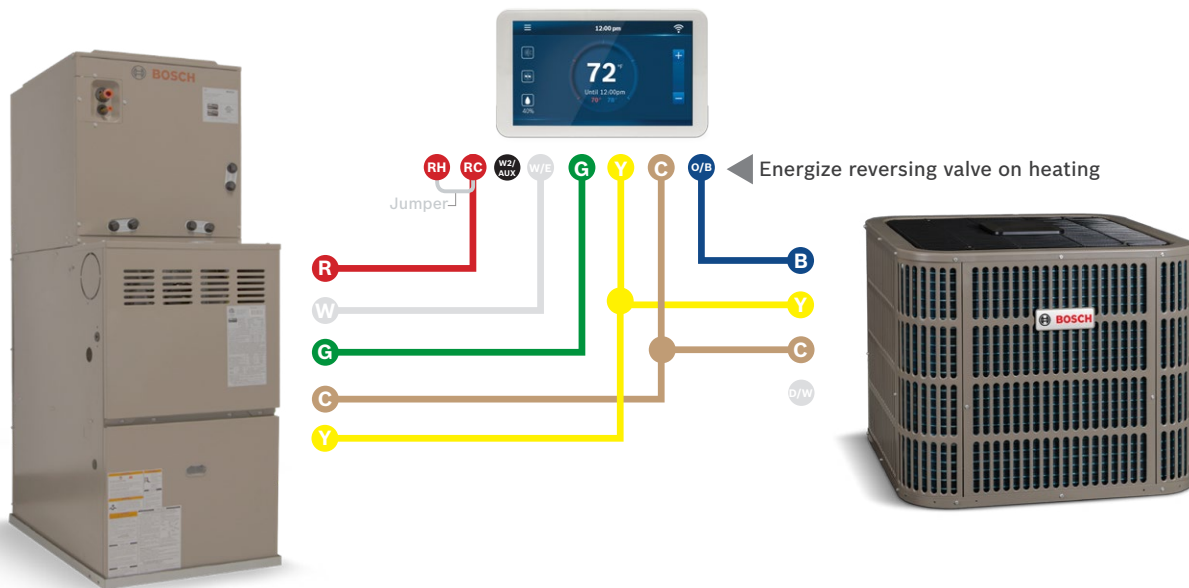 BOSCH
12:00 pm
72 °F
Until 12:00pm
40%
RH RC W2/ W/E G Y C O/B
AUX
Energize reversing valve on heating
Jumper
R
B
W
Y
G
C
C
D/W
Y
BOSCH